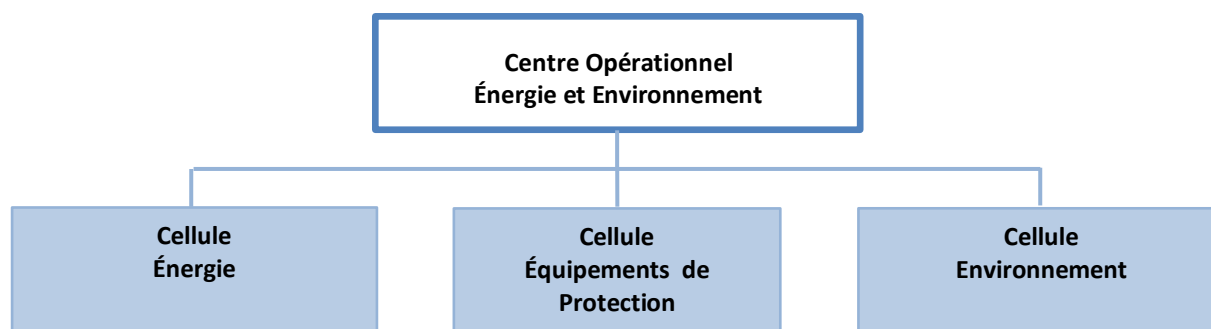 Centre Opérationnel
Énergie et Environnement
Cellule
Énergie
Cellule
Équipements de
Protection
Cellule
Environnement